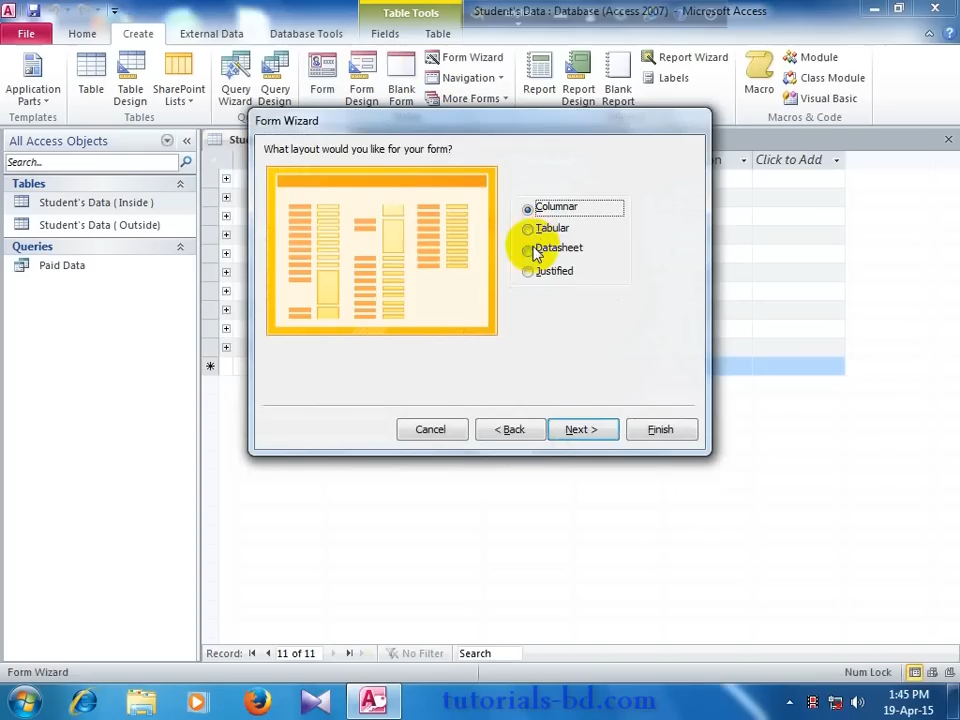 Table Tools
Student's Data : Database (Access 2007) - Microsoft Access
File Home Create External Data Database Tools Fields Table
Application Parts
Table
Table Design
SharePoint Lists
Query Wizard
Query Design
Form
Form Design
Blank Form
Form Wizard
Navigation
More Forms
Report
Report Design
Blank Report
Report Wizard
Labels
Macro
Module
Class Module
Visual Basic
Templates
Tables
Macros & Code
All Access Objects
Search...
Tables
Student's Data ( Inside )
Student's Data (Outside)
Queries
Paid Data
Click to Add
Form Wizard
What layout would you like for your form?
Columnar
Tabular
Datasheet
Justified
Cancel
< Back
Next >
Finish
Record: 11 of 11 No Filter Search
Form Wizard
Num Lock
tutorials-bd.com
1:45 PM
19-Apr-15